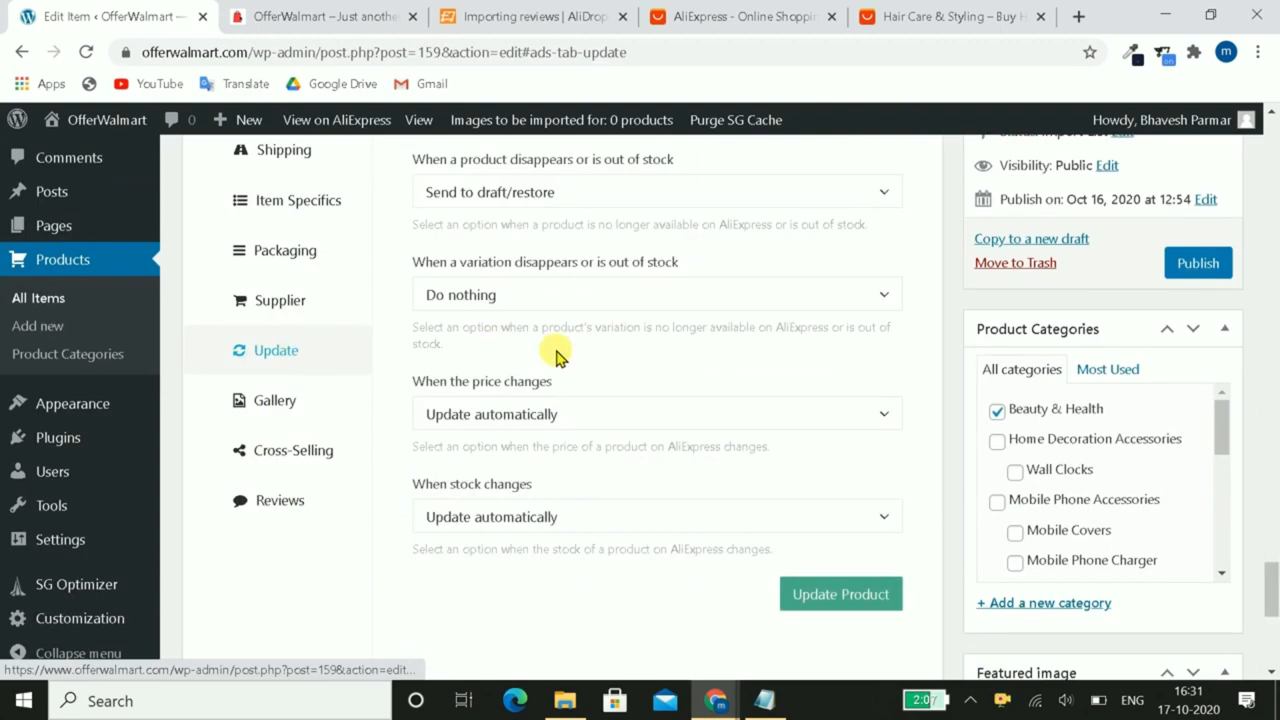 Edit Item ‹ OfferWalmart —
OfferWalmart – Just anothe
Importing reviews | AliDrop
AliExpress - Online Shoppin
Hair Care & Styling – Buy H
offerwalmart.com/wp-admin/post.php?post=159&action=edit#ads-tab-update
m
on
Apps
YouTube
Translate
Google Drive
Gmail
OfferWalmart
0
New
View on AliExpress
Images to be imported for: 0 products
Purge SG Cache
Howdy, Bhavesh Parmar
Comments
Posts
Pages
Products
All Items
Add new
Product Categories
Appearance
Plugins
Users
Tools
Settings
SG Optimizer
Customization
Collapse menu
Shipping
Item Specifics
Packaging
Supplier
Update
Gallery
Cross-Selling
Reviews
When a product disappears or is out of stock
Send to draft/restore
Select an option when a product is no longer available on AliExpress or is out of stock.
When a variation disappears or is out of stock
Do nothing
Select an option when a product's variation is no longer available on AliExpress or is out of
stock.
When the price changes
Update automatically
Select an option when the price of a product on AliExpress changes.
When stock changes
Update automatically
Select an option when the stock of a product on AliExpress changes.
Update Product
Status: Import List Edit
Visibility: Public Edit
Publish on: Oct 16, 2020 at 12:54 Edit
Copy to a new draft
Move to Trash
Publish
Product Categories
All categories
Most Used
Beauty & Health
Home Decoration Accessories
Wall Clocks
Mobile Phone Accessories
Mobile Covers
Mobile Phone Charger
+ Add a new category
Featured image
https://www.offerwalmart.com/wp-admin/post.php?post=159&action=edit...
Search
2:07
ENG
16:31
17-10-2020